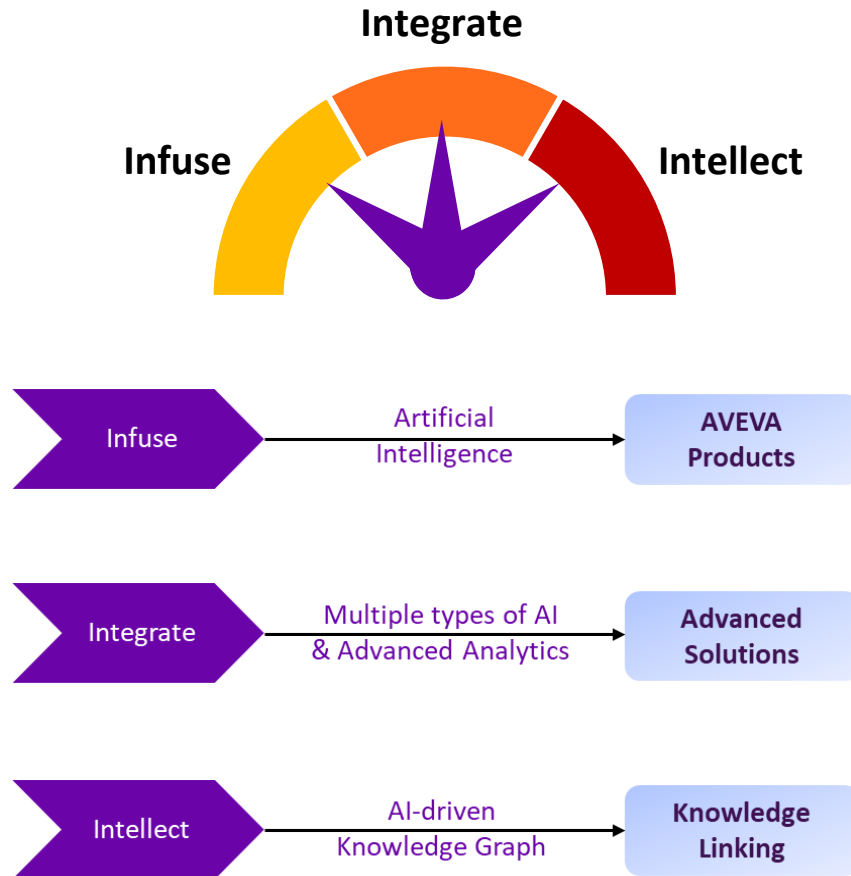 Integrate
Infuse
Intellect
Infuse
Artificial
Intelligence
AVEVA
Products
Integrate
Multiple types of AI
& Advanced Analytics
Advanced
Solutions
Intellect
AI-driven
Knowledge Graph
Knowledge
Linking